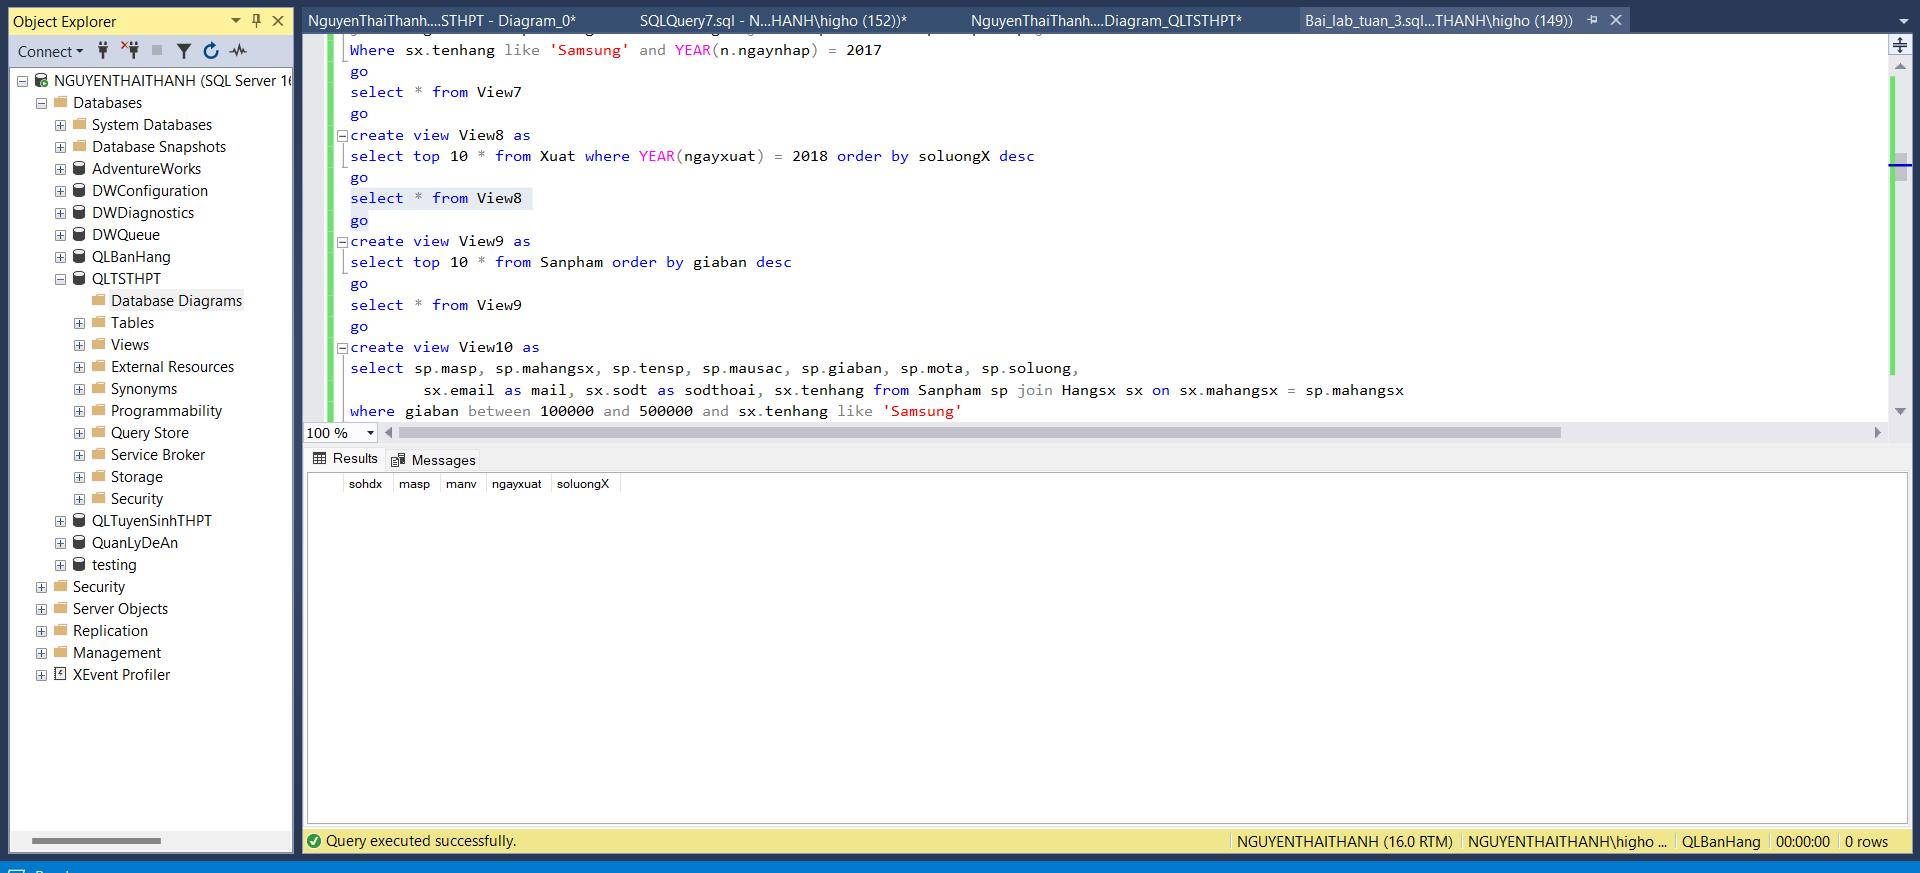 Object Explorer
Connect
NGUYENTHAITHANH (SQL Server 16
Databases
System Databases
Database Snapshots
AdventureWorks
DWConfiguration
DWDiagnostics
DWQueue
QLBanHang
QLTSTHPT
Database Diagrams
Tables
Views
External Resources
Synonyms
Programmability
Query Store
Service Broker
Storage
Security
QLTuyenSinhTHPT
QuanLyDeAn
testing
Security
Server Objects
Replication
Management
XEvent Profiler
NguyenThaiThanh....STHPT - Diagram_0*
SQLQuery7.sql - N...HANH\higho (152))*
NguyenThaiThanh....Diagram_QLTSTHPT*
Bai_lab_tuan_3.sql...THANH\higho (149))
Where sx.tenhang like 'Samsung' and YEAR(n.ngaynhap) = 2017
go
select * from View7
go
create view View8 as
select top 10 * from Xuat where YEAR(ngayxuat) = 2018 order by soluongX desc
go
select * from View8
go
create view View9 as
select top 10 * from Sanpham order by giaban desc
go
select * from View9
go
create view View10 as
select sp.masp, sp.mahangsx, sp.tensp, sp.mausac, sp.giaban, sp.mota, sp.soluong,
sx.email as mail, sx.sodt as sodthoai, sx.tenhang from Sanpham sp join Hangsx sx on sx.mahangsx = sp.mahangsx
where giaban between 100000 and 500000 and sx.tenhang like 'Samsung'
100 %
Results
Messages
sohdx masp manv ngayxuat soluongX
Query executed successfully.
NGUYENTHAITHANH (16.0 RTM)
NGUYENTHAITHANH\higho ...
QLBanHang
00:00:00
0 rows